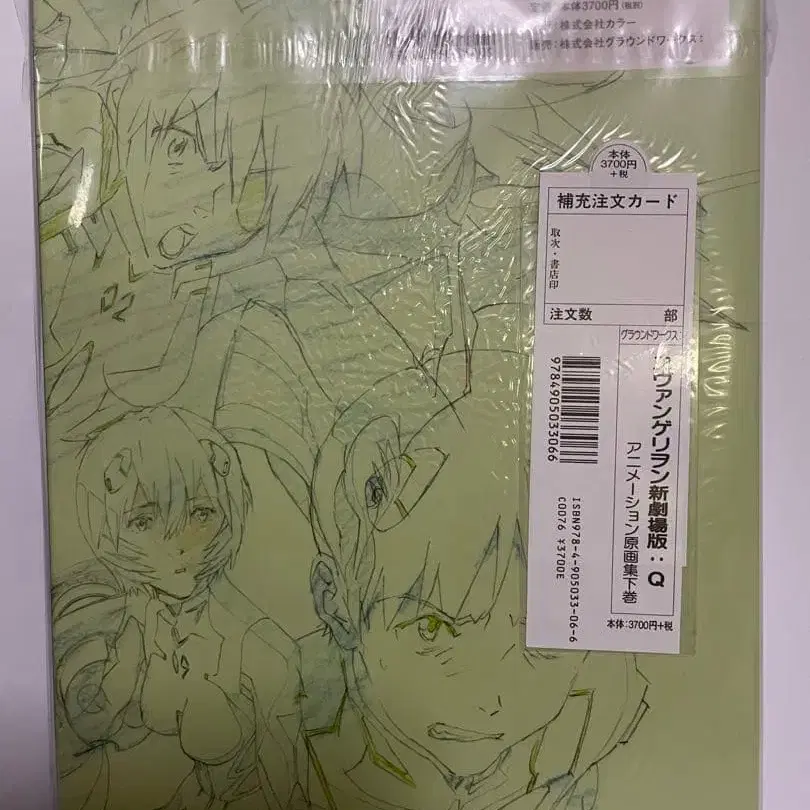 定価 本体3700円(税別)
株式会社カラー
販売:株式会社グラウンドワークス:
本体
3700円
+税
補充注文カード
取次・書店印
注文数 部
グラウンドワークス
ヱヴァンゲリヲン新劇場版:Q
アニメーション原画集下巻
9784905033066
ISBN978-4-905033-06-6
C0076 ¥3700E
本体:3700円+税